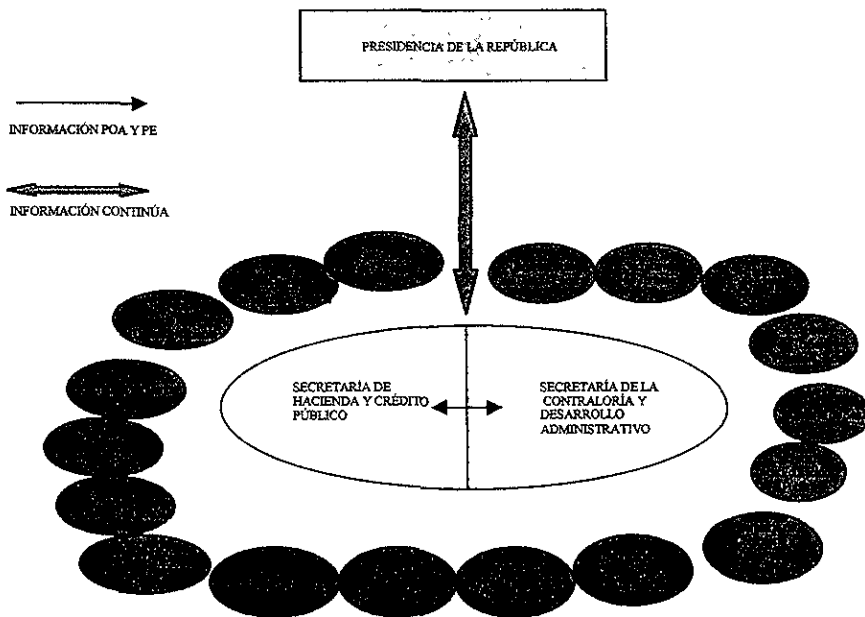 PRESIDENCIA DE LA REPÚBLICA
INFORMACIÓN POA Y PE
INFORMACIÓN CONTINÚA
SECRETARÍA DE
HACIENDA Y CRÉDITO
PÚBLICO
SECRETARÍA DE LA
CONTRALORÍA Y
DESARROLLO
ADMINISTRATIVO